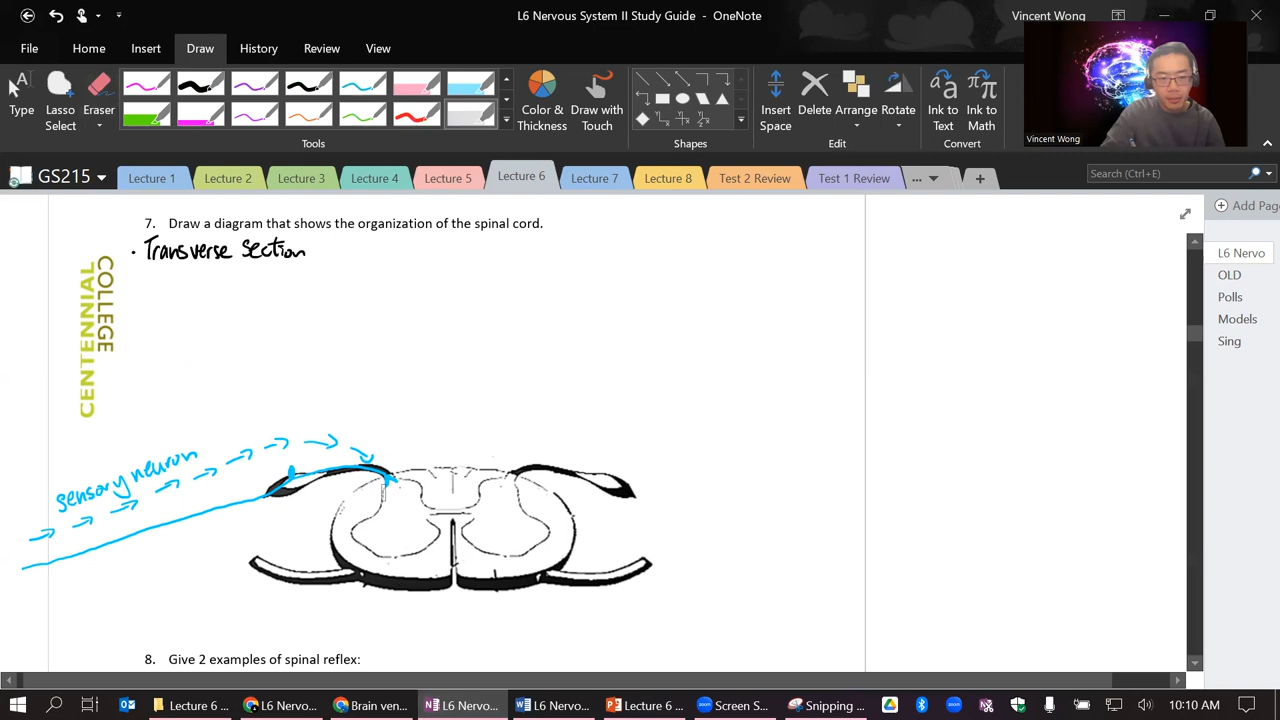 L6 Nervous System II Study Guide - OneNote
Vincent Wong
File Home Insert Draw History Review View
Type Lasso Select Eraser Color & Thickness Draw with Touch Insert Space Delete Arrange Rotate Ink to Text Ink to Math
Tools Shapes Edit Convert
Vincent Wong
GS215 Lecture 1 Lecture 2 Lecture 3 Lecture 4 Lecture 5 Lecture 6 Lecture 7 Lecture 8 Test 2 Review Test 1 Review ... Search (Ctrl+E)
Add Pag
L6 Nervo
OLD
Polls
Models
Sing
7. Draw a diagram that shows the organization of the spinal cord.
• Transverse Section
CENTENNIAL
COLLEGE
sensory neuron
8. Give 2 examples of spinal reflex:
Lecture 6 ... L6 Nervo... Brain ven... L6 Nervo... L6 Nervo... Lecture 6 ... Screen S... Snipping ... 10:10 AM